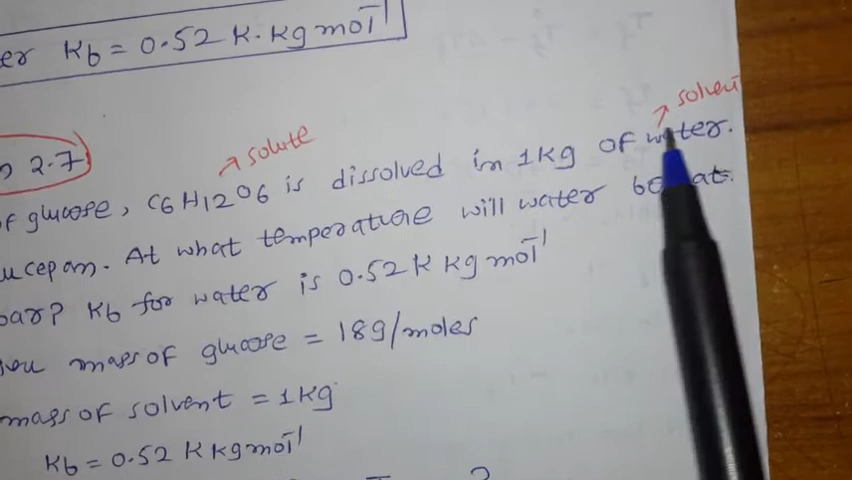 er Kb = 0.52 K.kg mol⁻¹
solvent
2.7
solute
of glucose, C6H12O6 is dissolved in 1kg of water.
ucepan. At what temperature will water at
bar? Kb for water is 0.52 K kg mol⁻¹
mass of glucose = 18g/moles
mass of solvent = 1kg
Kb = 0.52 K kg mol⁻¹
?